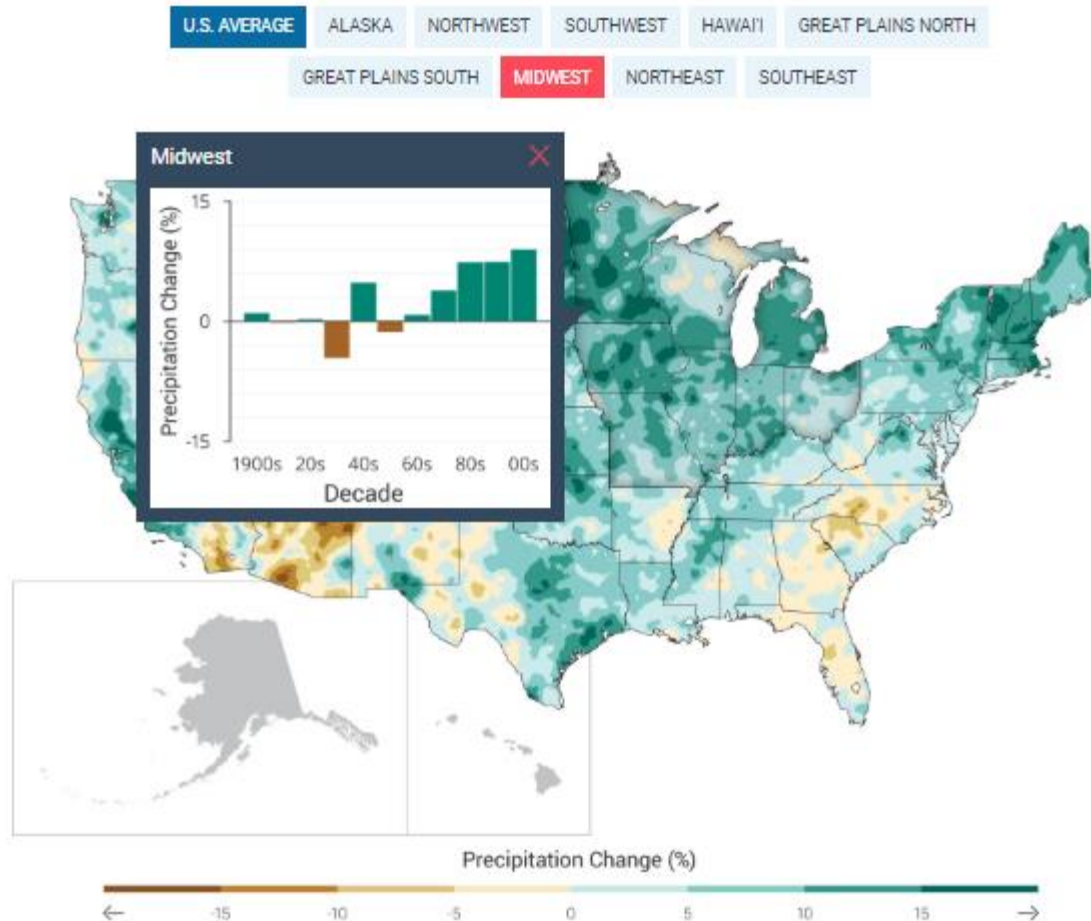 U.S. AVERAGE ALASKA NORTHWEST SOUTHWEST HAWAI'I GREAT PLAINS NORTH
GREAT PLAINS SOUTH MIDWEST NORTHEAST SOUTHEAST
Midwest
Precipitation Change (%)
15
0
-15
1900s 20s 40s 60s 80s 00s
Decade
Precipitation Change (%)
-15 -10 -5 0 5 10 15